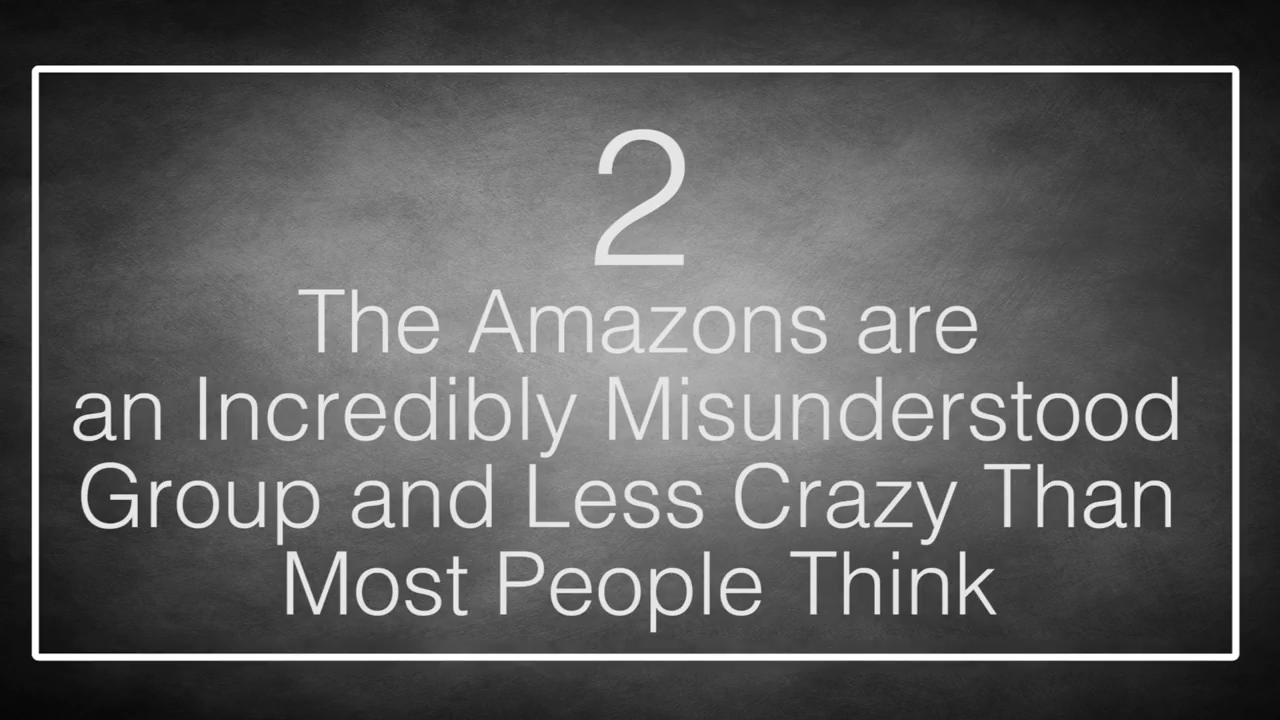 2
The Amazons are
an Incredibly Misunderstood
Group and Less Crazy Than
Most People Think